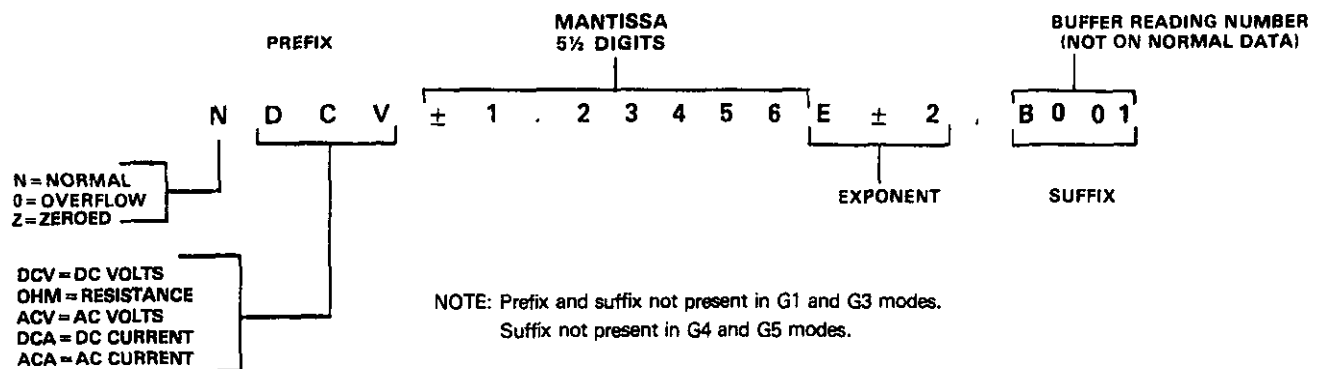 PREFIX
MANTISSA
5½ DIGITS
BUFFER READING NUMBER
(NOT ON NORMAL DATA)
N D C V ± 1 . 2 3 4 5 6 E ± 2 , B 0 0 1
N=NORMAL
0=OVERFLOW
Z=ZEROED
EXPONENT
SUFFIX
DCV=DC VOLTS
OHM=RESISTANCE
ACV=AC VOLTS
DCA=DC CURRENT
ACA=AC CURRENT
NOTE: Prefix and suffix not present in G1 and G3 modes.
Suffix not present in G4 and G5 modes.